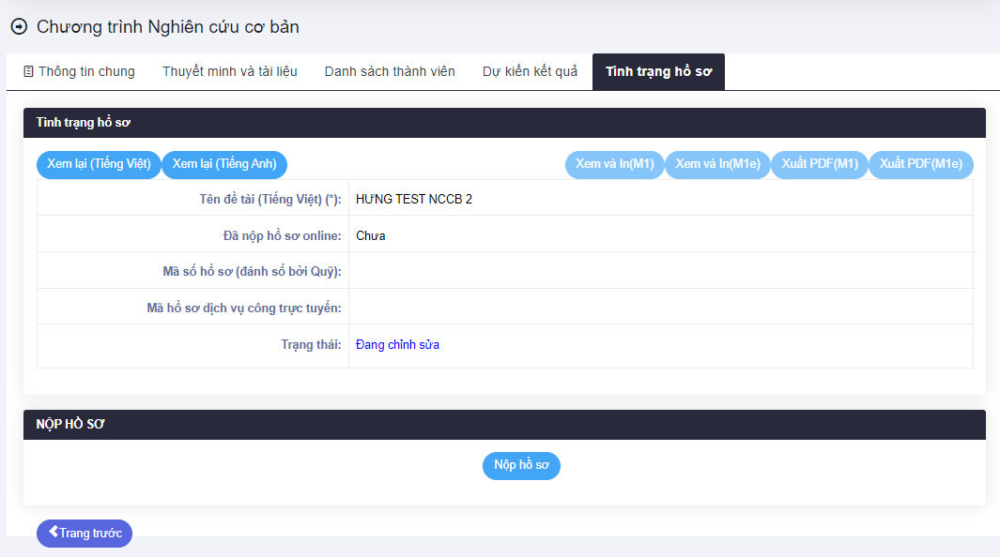 Chương trình Nghiên cứu cơ bản
Thông tin chung Thuyết minh và tài liệu Danh sách thành viên Dự kiến kết quả Tình trạng hồ sơ
Tình trạng hồ sơ
Xem lại (Tiếng Việt) Xem lại (Tiếng Anh) Xem và In(M1) Xem và In(M1e) Xuất PDF(M1) Xuất PDF(M1e)
Tên đề tài (Tiếng Việt) (*): HƯNG TEST NCCB 2
Đã nộp hồ sơ online: Chưa
Mã số hồ sơ (đánh số bởi Quỹ):
Mã hồ sơ dịch vụ công trực tuyến:
Trạng thái: Đang chỉnh sửa
NỘP HỒ SƠ
Nộp hồ sơ
Trang trước